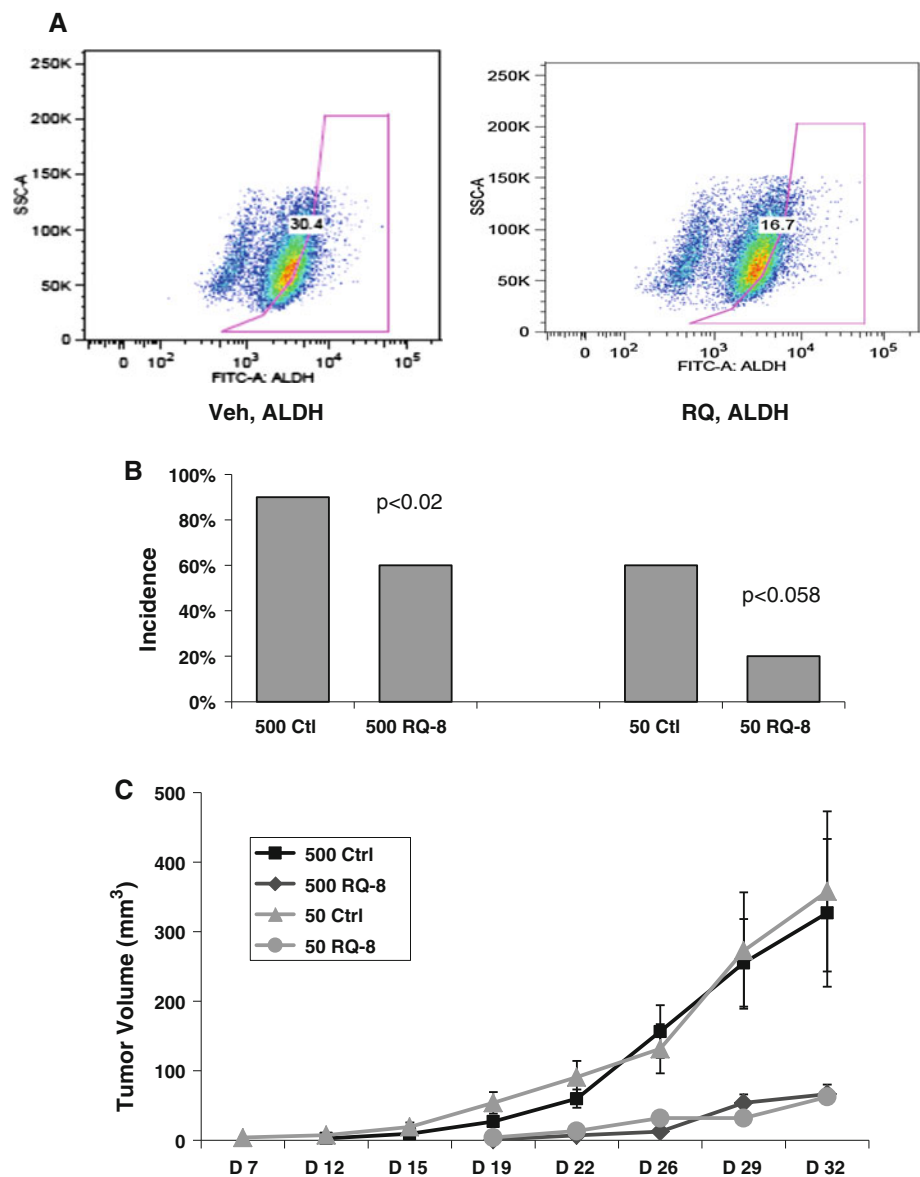 A
250K
200K
150K
100K
50K
0
SSC-A
30.4
0 10² 10³ 10⁴ 10⁵
FITC-A: ALDH
Veh, ALDH
250K
200K
150K
100K
50K
0
SSC-A
16.7
0 10² 10³ 10⁴ 10⁵
FITC-A: ALDH
RQ, ALDH
B
100%
80%
60%
40%
20%
0%
Incidence
p<0.02
p<0.058
500 Ctl 500 RQ-8 50 Ctl 50 RQ-8
C
500
400
300
200
100
0
Tumor Volume (mm³)
500 Ctrl
500 RQ-8
50 Ctrl
50 RQ-8
D 7 D 12 D 15 D 19 D 22 D 26 D 29 D 32